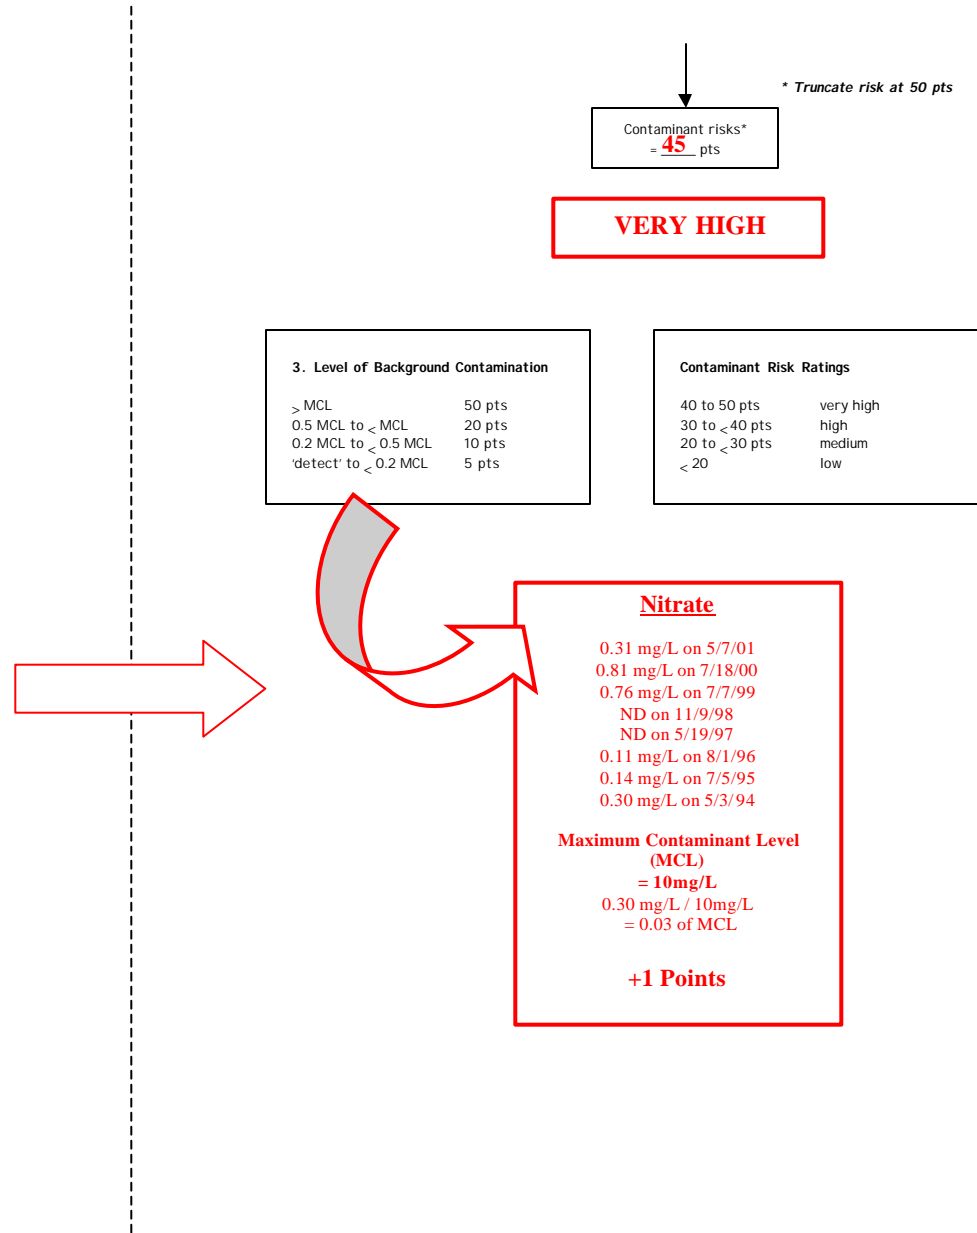 * Truncate risk at 50 pts
Contaminant risks*
= 45 pts
VERY HIGH
3. Level of Background Contamination
> MCL 50 pts
0.5 MCL to < MCL 20 pts
0.2 MCL to < 0.5 MCL 10 pts
'detect' to < 0.2 MCL 5 pts
Contaminant Risk Ratings
40 to 50 pts very high
30 to < 40 pts high
20 to < 30 pts medium
< 20 low
Nitrate
0.31 mg/L on 5/7/01
0.81 mg/L on 7/18/00
0.76 mg/L on 7/7/99
ND on 11/9/98
ND on 5/19/97
0.11 mg/L on 8/1/96
0.14 mg/L on 7/5/95
0.30 mg/L on 5/3/94
Maximum Contaminant Level
(MCL)
= 10mg/L
0.30 mg/L / 10mg/L
= 0.03 of MCL
+1 Points